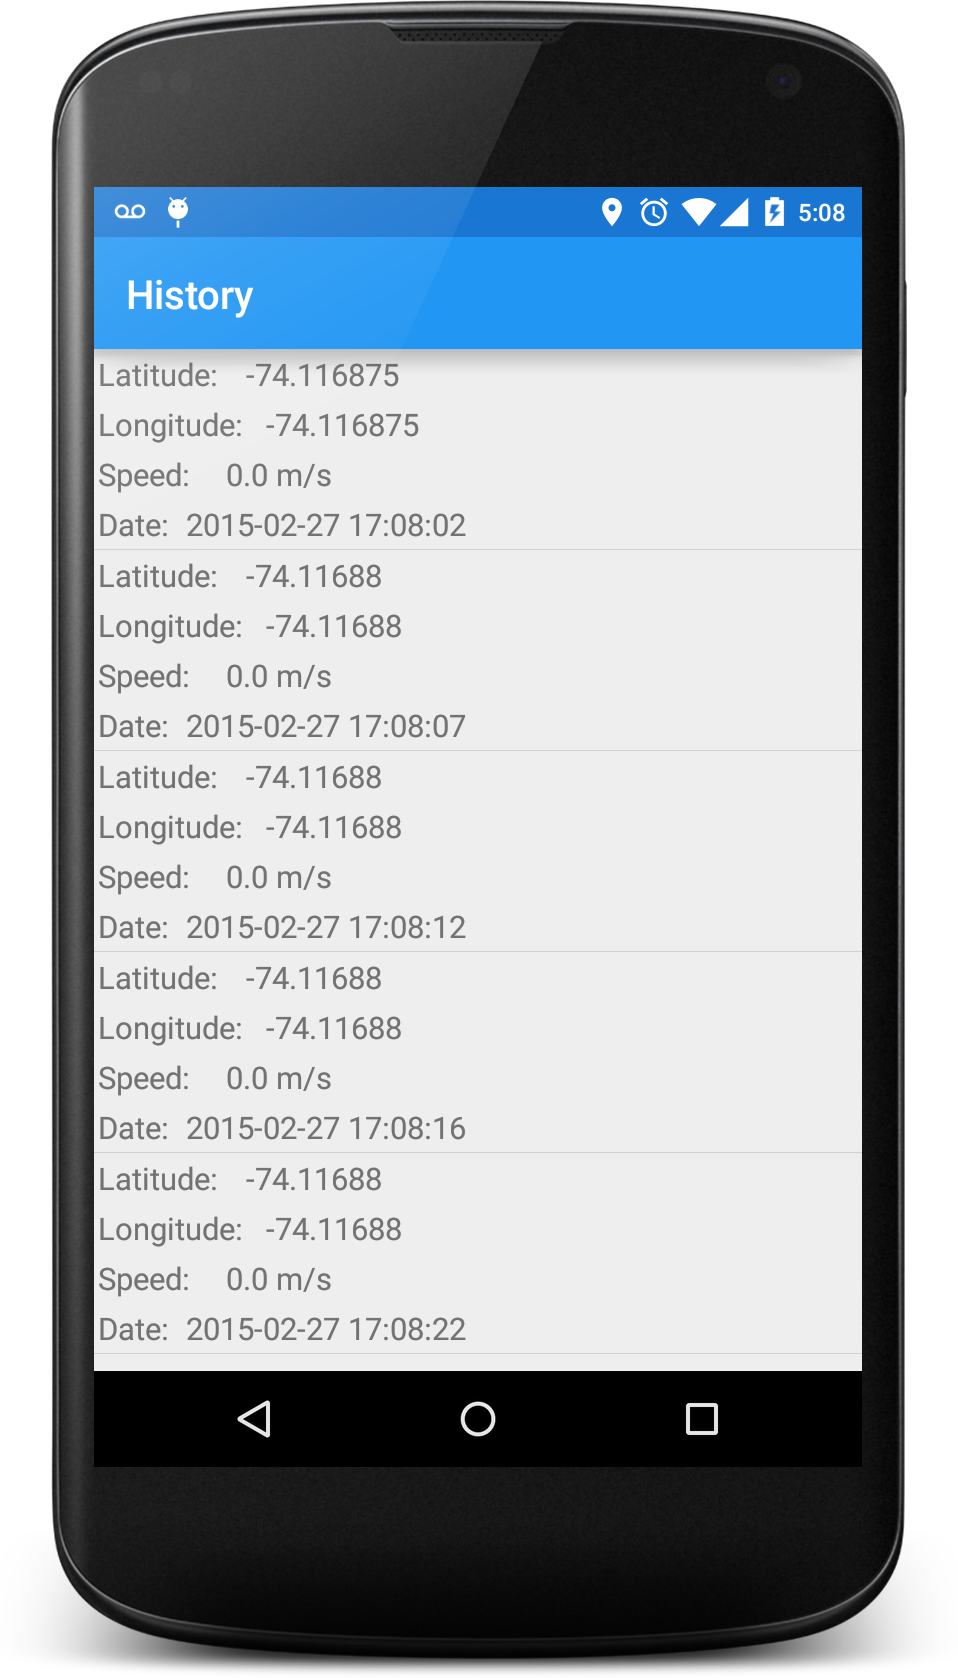 5:08
History
Latitude: -74.116875
Longitude: -74.116875
Speed: 0.0 m/s
Date: 2015-02-27 17:08:02
Latitude: -74.11688
Longitude: -74.11688
Speed: 0.0 m/s
Date: 2015-02-27 17:08:07
Latitude: -74.11688
Longitude: -74.11688
Speed: 0.0 m/s
Date: 2015-02-27 17:08:12
Latitude: -74.11688
Longitude: -74.11688
Speed: 0.0 m/s
Date: 2015-02-27 17:08:16
Latitude: -74.11688
Longitude: -74.11688
Speed: 0.0 m/s
Date: 2015-02-27 17:08:22